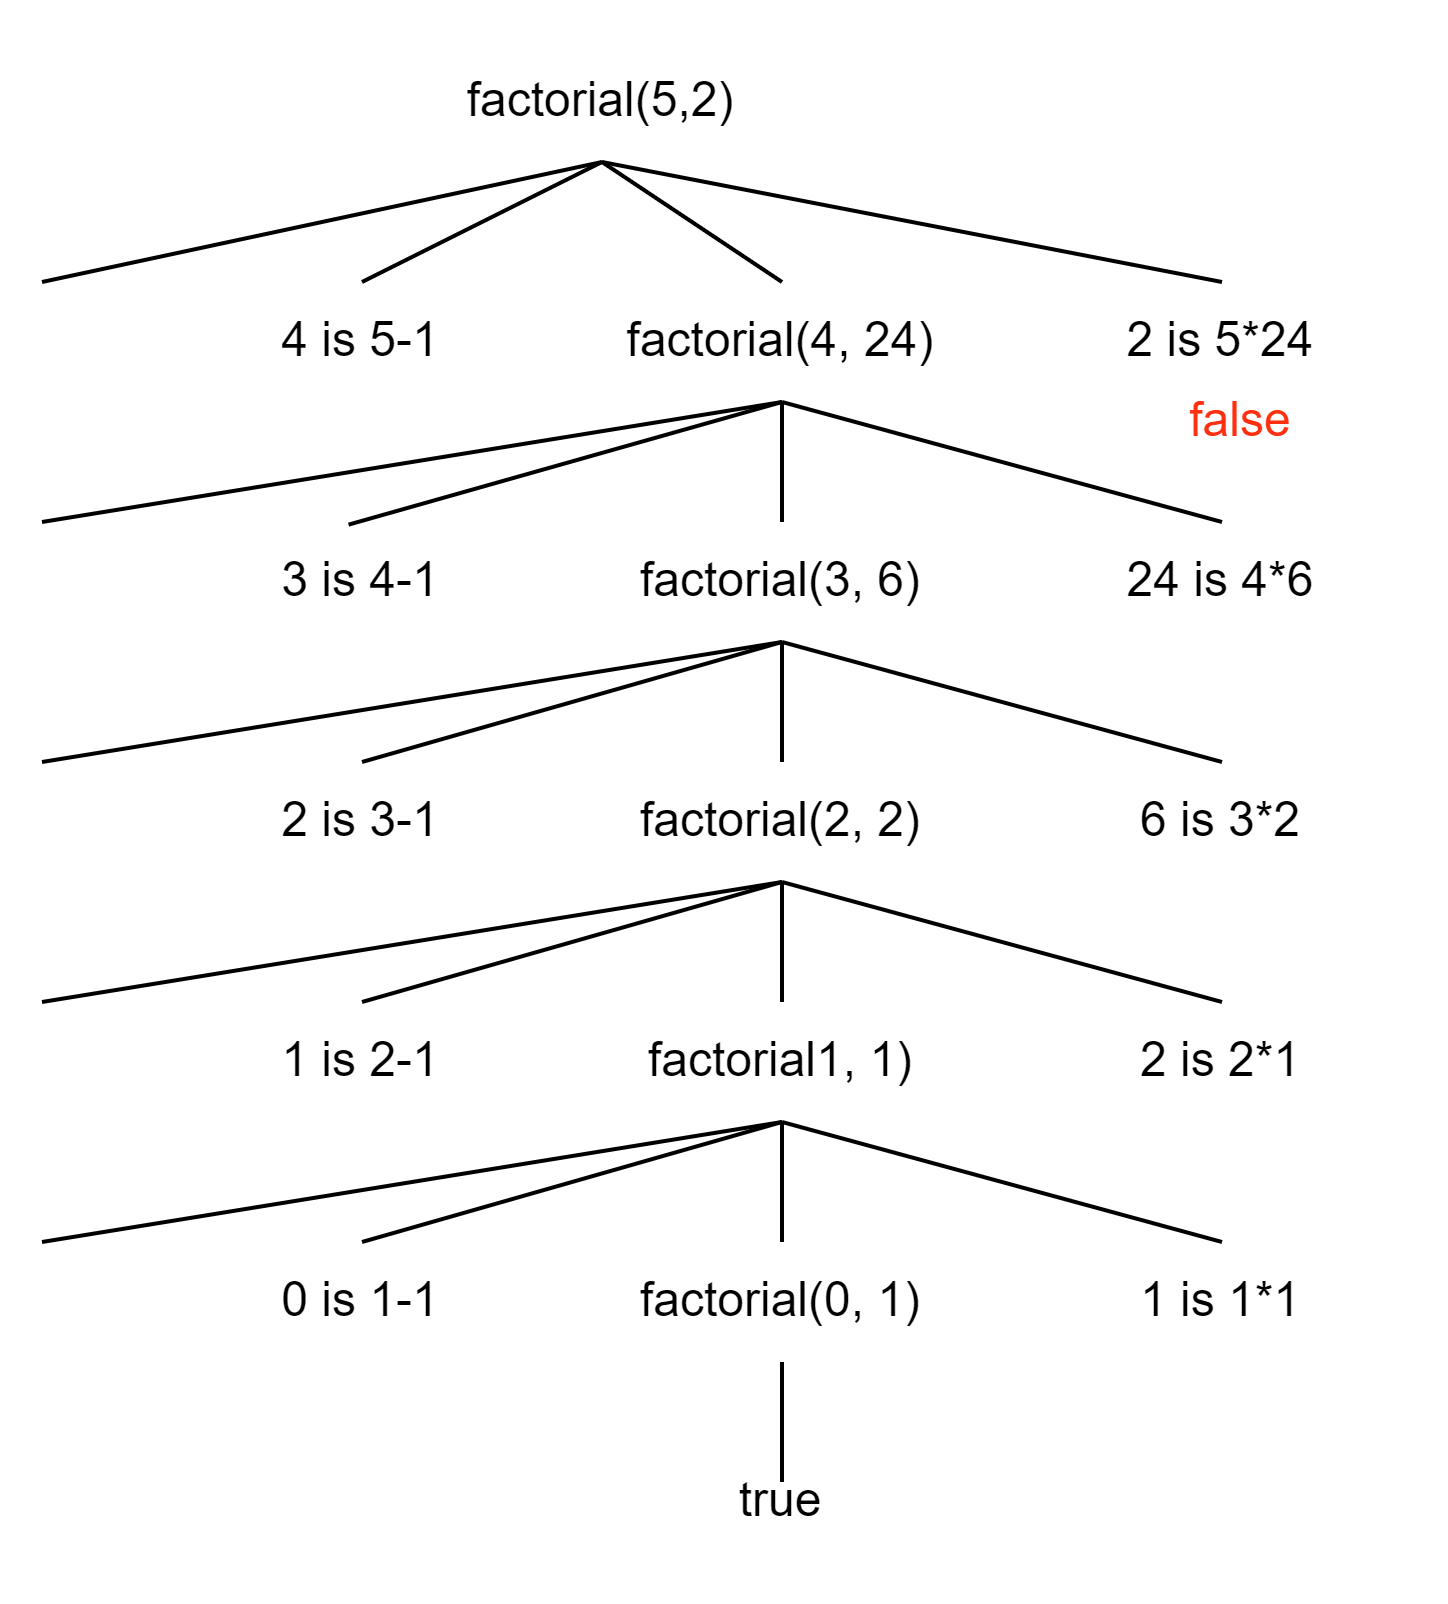 factorial(5,2)
4 is 5-1
factorial(4, 24)
2 is 5*24
false
3 is 4-1
factorial(3, 6)
24 is 4*6
2 is 3-1
factorial(2, 2)
6 is 3*2
1 is 2-1
factorial1, 1)
2 is 2*1
0 is 1-1
factorial(0, 1)
1 is 1*1
true